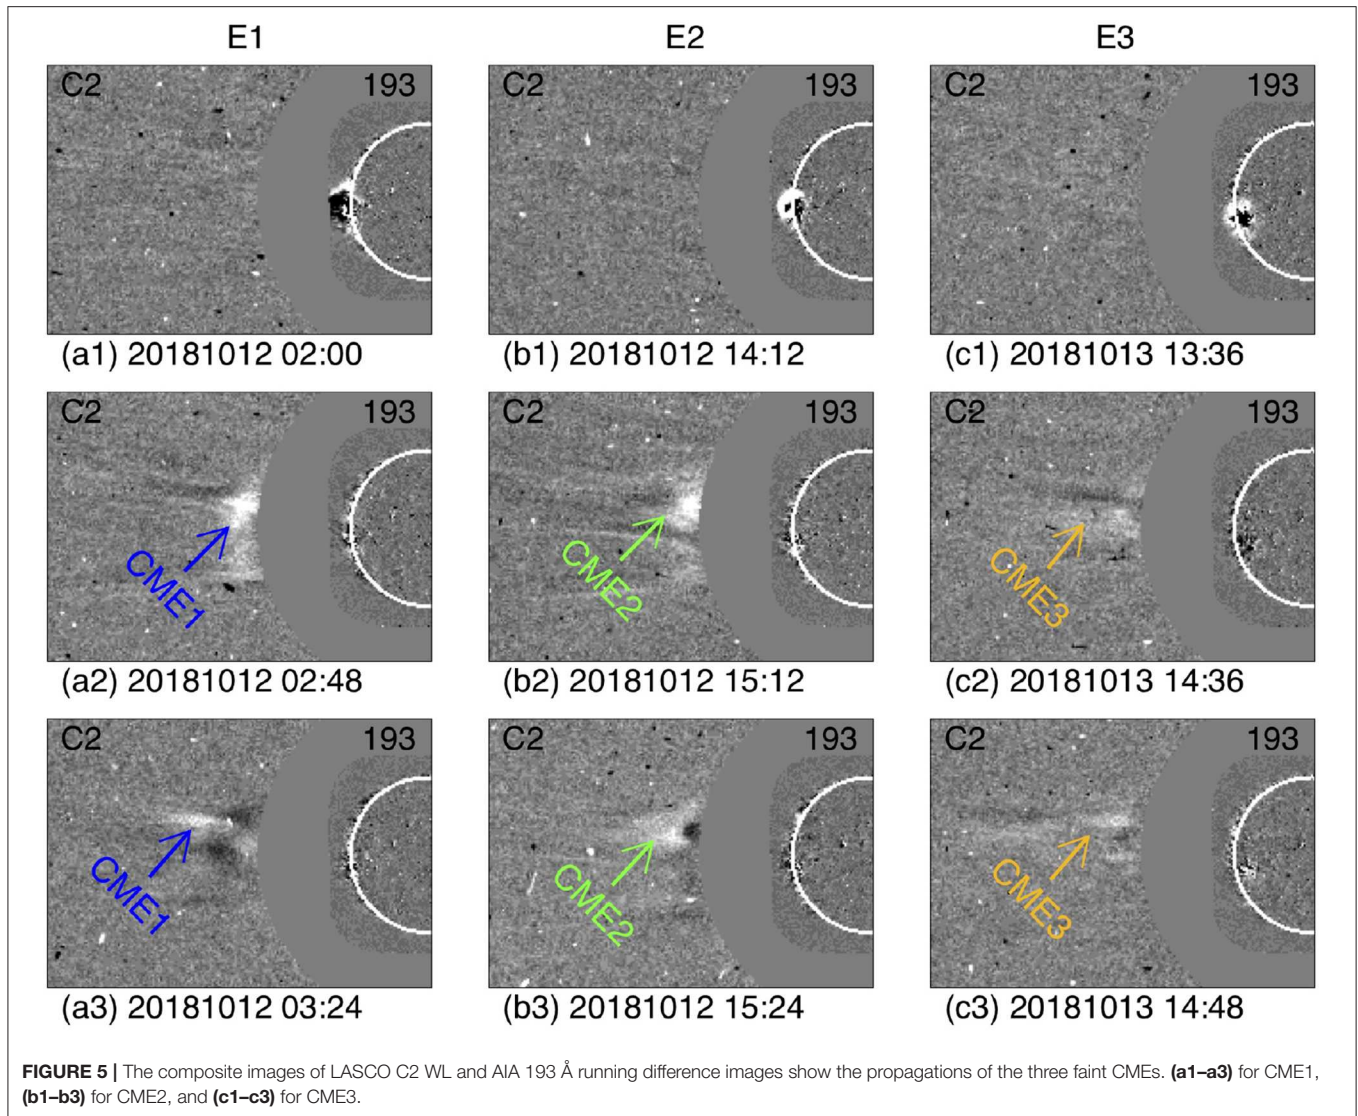 E1 E2 E3
C2 193 C2 193 C2 193
(a1) 20181012 02:00 (b1) 20181012 14:12 (c1) 20181013 13:36
C2 193 C2 193 C2 193
CME1 CME2 CME3
(a2) 20181012 02:48 (b2) 20181012 15:12 (c2) 20181013 14:36
C2 193 C2 193 C2 193
CME1 CME2 CME3
(a3) 20181012 03:24 (b3) 20181012 15:24 (c3) 20181013 14:48
FIGURE 5 | The composite images of LASCO C2 WL and AIA 193 Å running difference images show the propagations of the three faint CMEs. (a1–a3) for CME1,
(b1–b3) for CME2, and (c1–c3) for CME3.